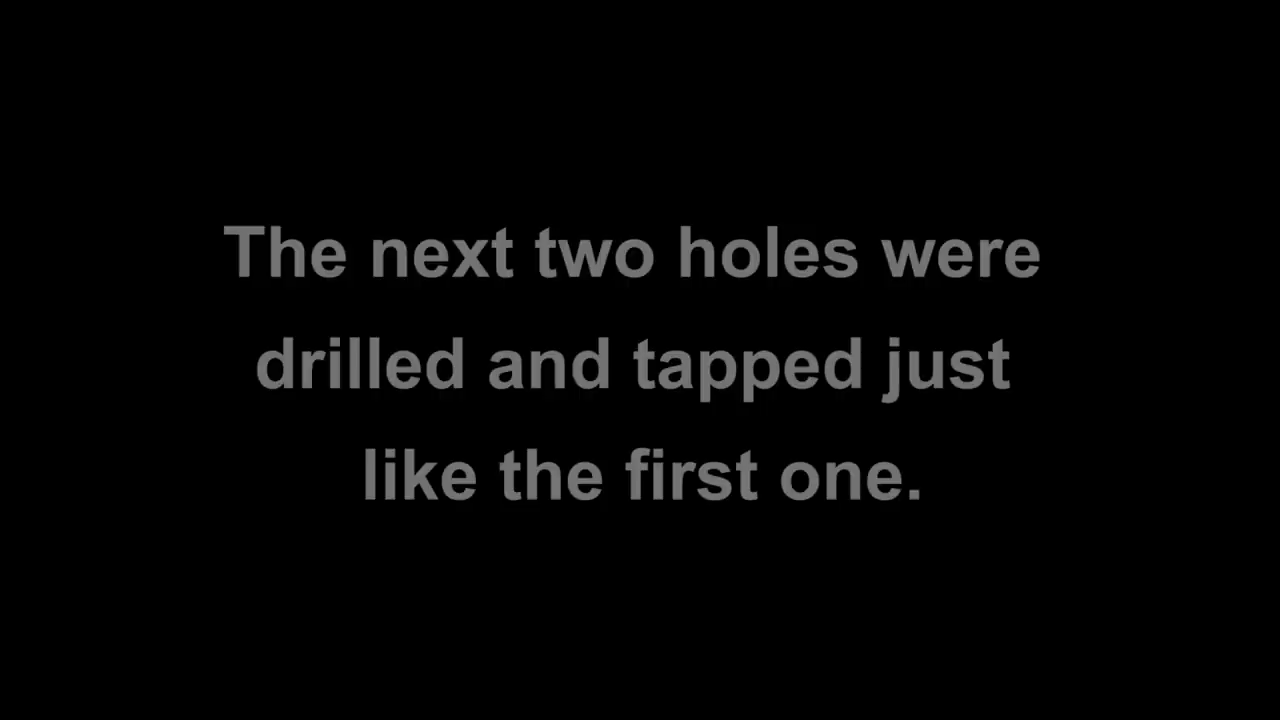 The next two holes were
drilled and tapped just
like the first one.